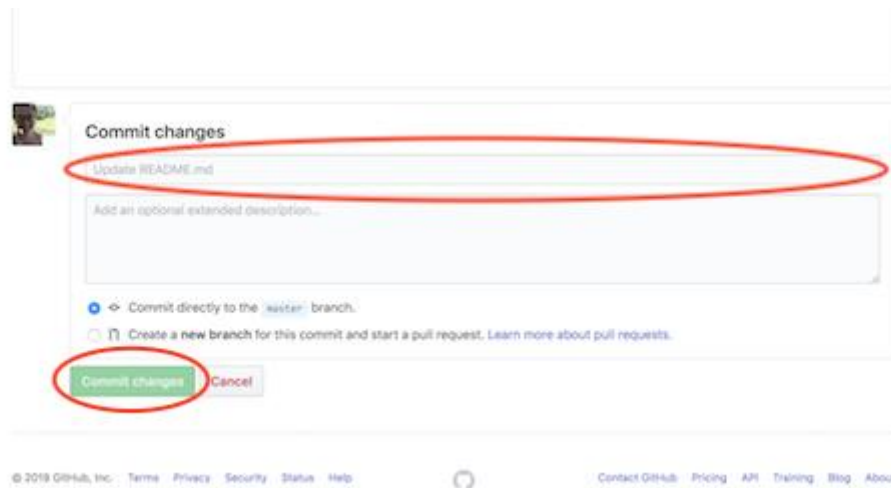 Commit changes
Update README.md
Add an optional extended description...
Commit directly to the master branch.
Create a new branch for this commit and start a pull request. Learn more about pull requests.
Commit changes Cancel
© 2019 GitHub, Inc. Terms Privacy Security Status Help Contact GitHub Pricing API Training Blog Abou